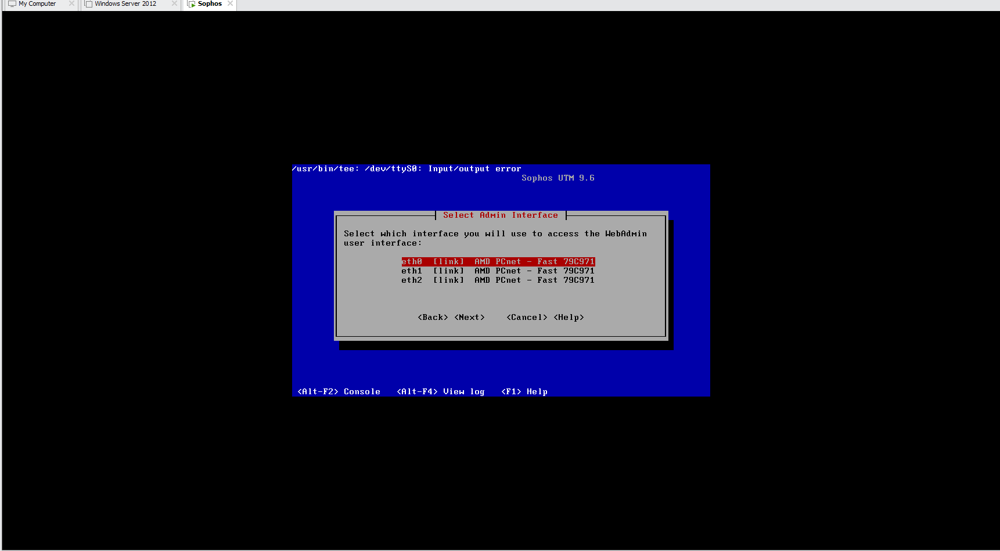 My Computer Windows Server 2012 Sophos
/usr/bin/tee: /dev/ttyS0: Input/output error
Sophos UTM 9.6
Select Admin Interface
Select which interface you will use to access the WebAdmin
user interface:
eth0 [link] AMD PCnet - Fast 79C971
eth1 [link] AMD PCnet - Fast 79C971
eth2 [link] AMD PCnet - Fast 79C971
<Back> <Next> <Cancel> <Help>
<Alt-F2> Console <Alt-F4> View log <F1> Help